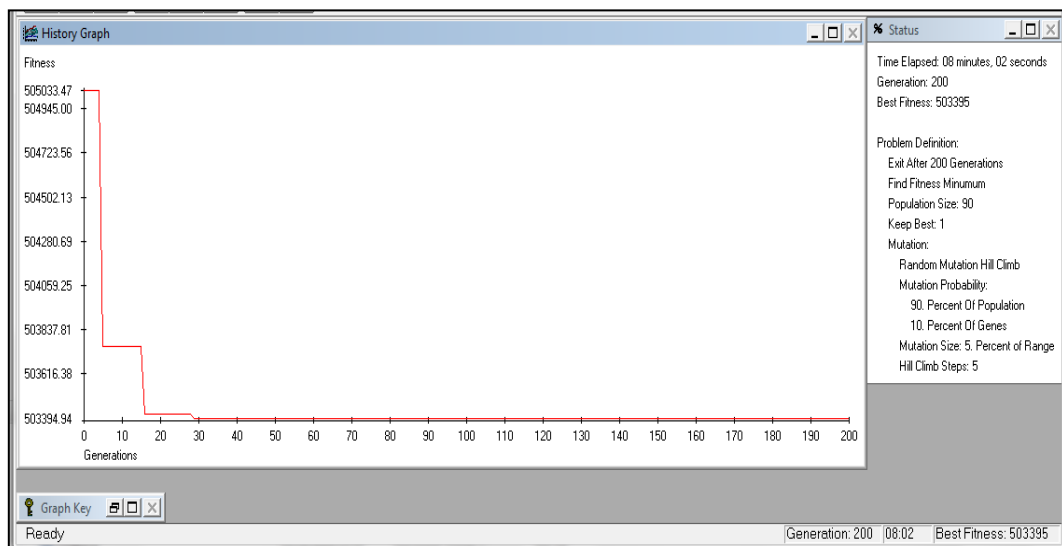 History Graph
Fitness
505033.47
504945.00
504723.56
504502.13
504280.69
504059.25
503837.81
503616.38
503394.94
0 10 20 30 40 50 60 70 80 90 100 110 120 130 140 150 160 170 180 190 200
Generations
% Status
Time Elapsed: 08 minutes, 02 seconds
Generation: 200
Best Fitness: 503395
Problem Definition:
Exit After 200 Generations
Find Fitness Minumum
Population Size: 90
Keep Best: 1
Mutation:
Random Mutation Hill Climb
Mutation Probability:
90. Percent Of Population
10. Percent Of Genes
Mutation Size: 5. Percent of Range
Hill Climb Steps: 5
Graph Key
Ready
Generation: 200 08:02 Best Fitness: 503395